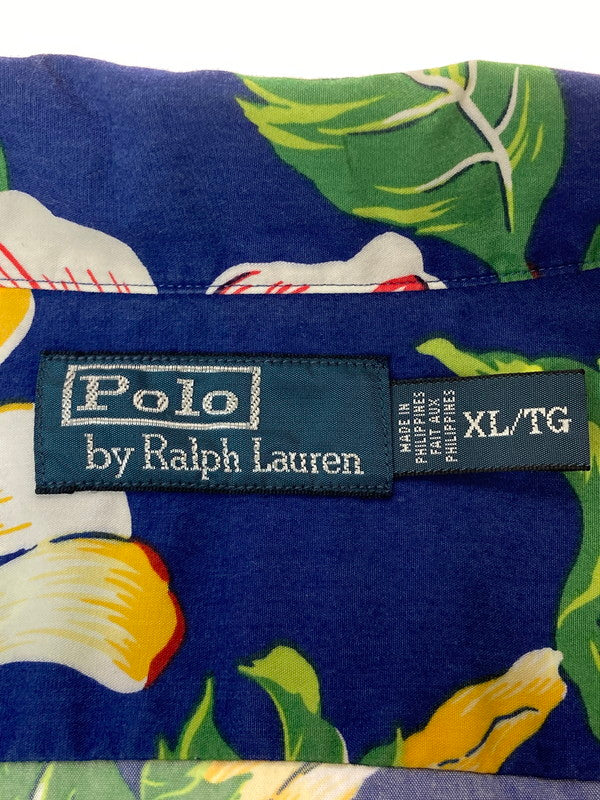 Polo
by Ralph Lauren
MADE IN
PHILIPPINES
FAIT AUX
PHILIPPINES
XL/TG